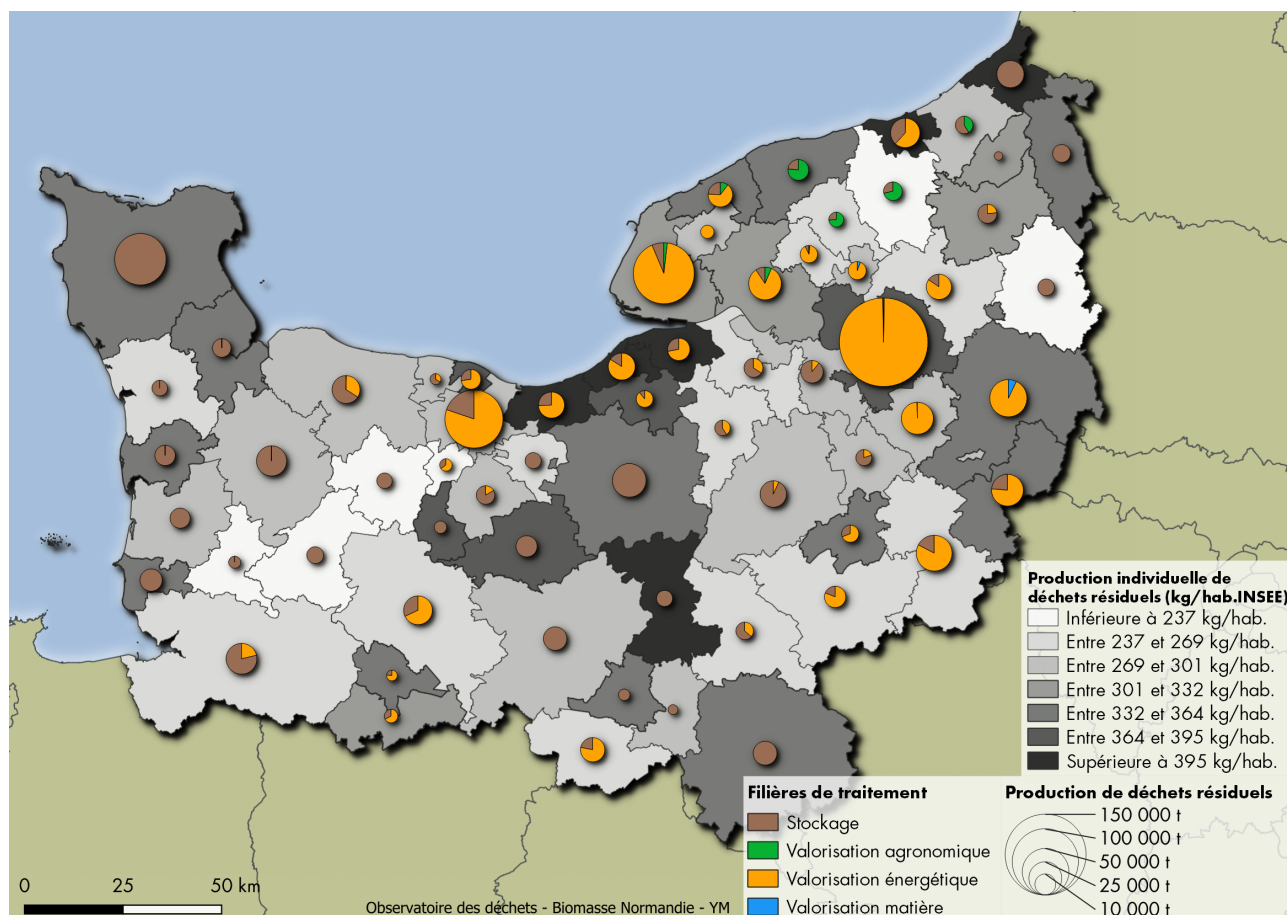 Production individuelle de
déchets résiduels (kg/hab.INSEE)
Inférieure à 237 kg/hab.
Entre 237 et 269 kg/hab.
Entre 269 et 301 kg/hab.
Entre 301 et 332 kg/hab.
Entre 332 et 364 kg/hab.
Entre 364 et 395 kg/hab.
Supérieure à 395 kg/hab.
Filières de traitement
Stockage
Valorisation agronomique
Valorisation énergétique
Valorisation matière
Production de déchets résiduels
150 000 t
100 000 t
50 000 t
25 000 t
10 000 t
0 25 50 km
Observatoire des déchets - Biomasse Normandie - YM